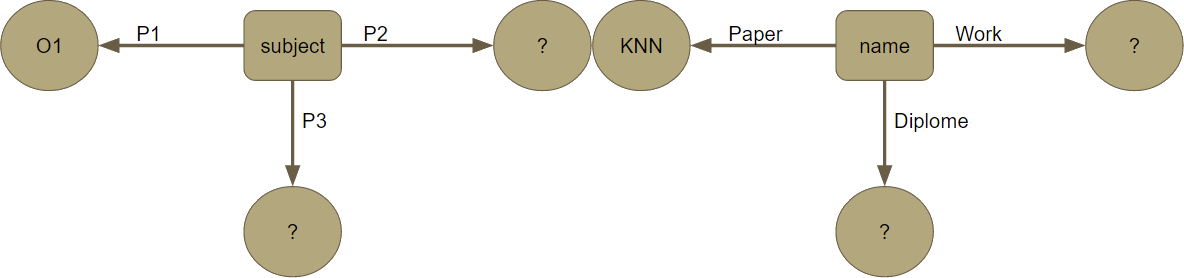 O1
P1
subject
P2
?
KNN
Paper
name
Work
?
P3
Diplome
?
?